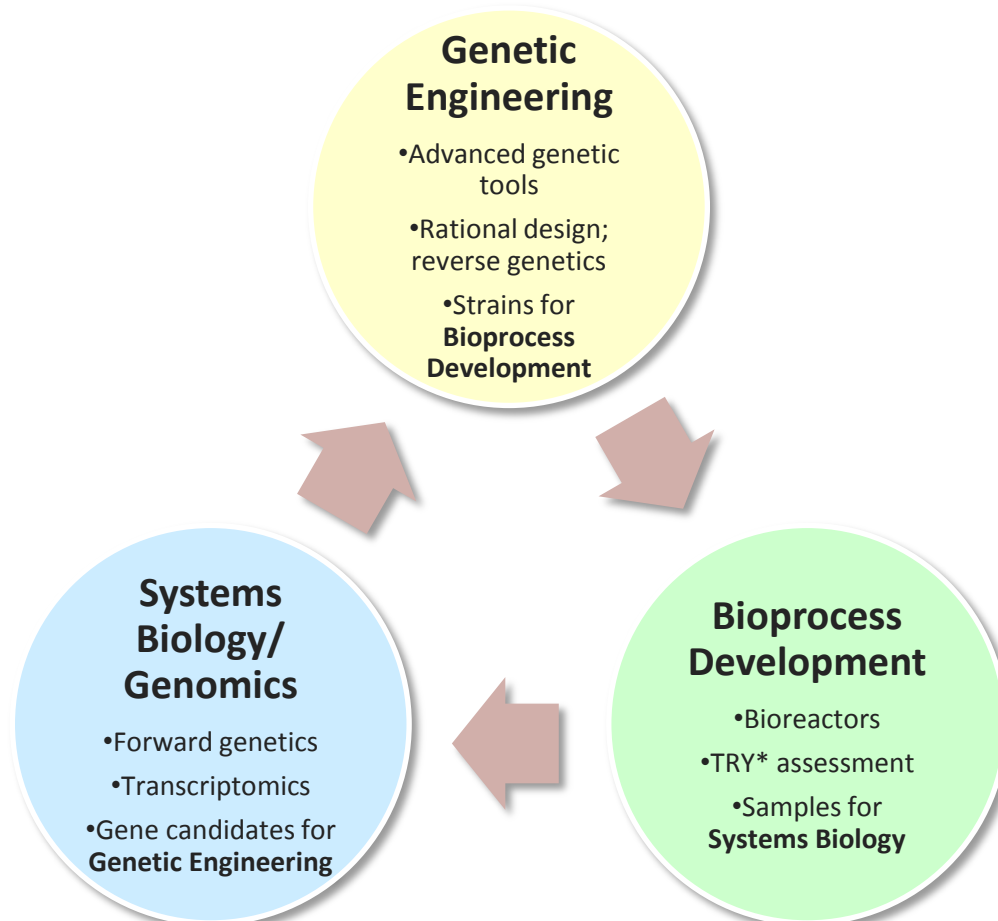 Genetic
Engineering
•Advanced genetic
tools
•Rational design;
reverse genetics
•Strains for
Bioprocess
Development
Systems
Biology/
Genomics
•Forward genetics
•Transcriptomics
•Gene candidates for
Genetic Engineering
Bioprocess
Development
•Bioreactors
•TRY* assessment
•Samples for
Systems Biology